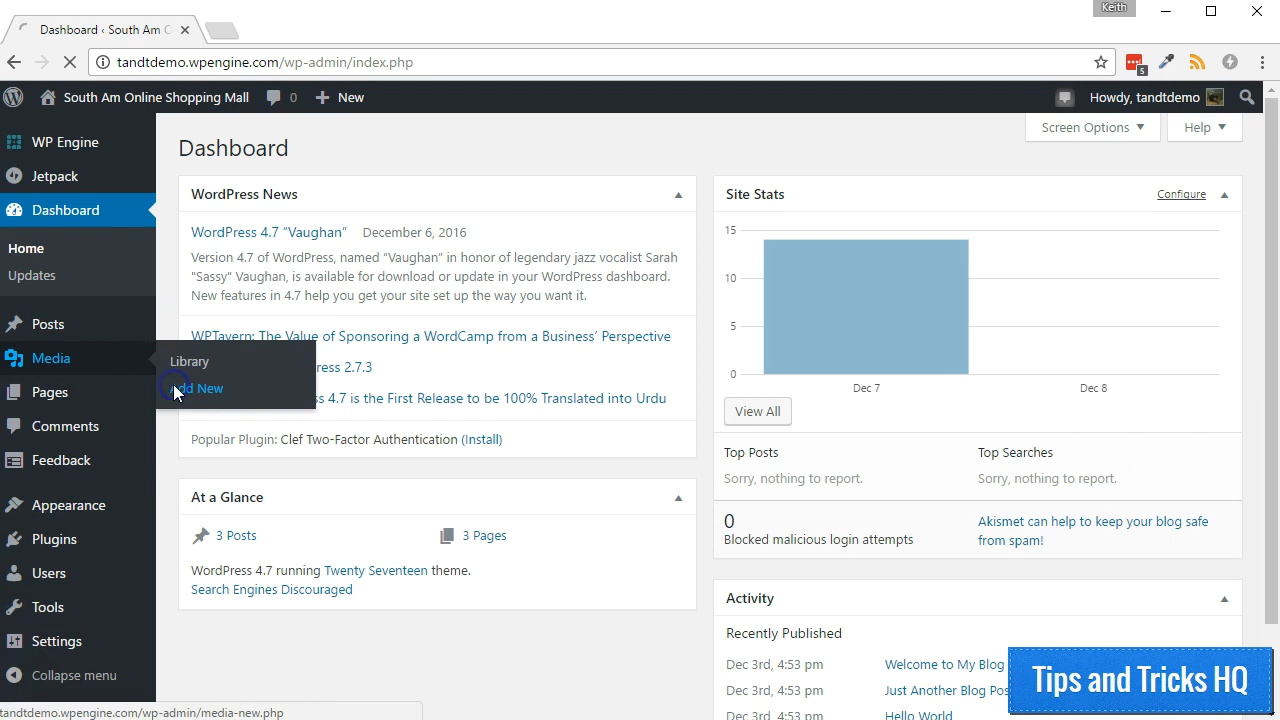 Keith
Dashboard ‹ South Am C
tandtdemo.wpengine.com/wp-admin/index.php
5
South Am Online Shopping Mall
0
New
Howdy, tandtdemo
WP Engine
Jetpack
Dashboard
Home
Updates
Posts
Media
Library
Add New
Pages
Comments
Feedback
Appearance
Plugins
Users
Tools
Settings
Collapse menu
Screen Options
Help
Dashboard
WordPress News
WordPress 4.7 “Vaughan” December 6, 2016
Version 4.7 of WordPress, named “Vaughan” in honor of legendary jazz vocalist Sarah
"Sassy" Vaughan, is available for download or update in your WordPress dashboard.
New features in 4.7 help you get your site set up the way you want it.
WPTavern: The Value of Sponsoring a WordCamp from a Business’ Perspective
ress 2.7.3
s 4.7 is the First Release to be 100% Translated into Urdu
Popular Plugin: Clef Two-Factor Authentication (Install)
At a Glance
3 Posts
3 Pages
WordPress 4.7 running Twenty Seventeen theme.
Search Engines Discouraged
Site Stats
Configure
15
10
5
0
Dec 7
Dec 8
View All
Top Posts
Top Searches
Sorry, nothing to report.
Sorry, nothing to report.
0
Blocked malicious login attempts
Akismet can help to keep your blog safe
from spam!
Activity
Recently Published
Dec 3rd, 4:53 pm Welcome to My Blog
Dec 3rd, 4:53 pm Just Another Blog Pos
Dec 3rd, 4:53 pm Hello World
Tips and Tricks HQ
tandtdemo.wpengine.com/wp-admin/media-new.php